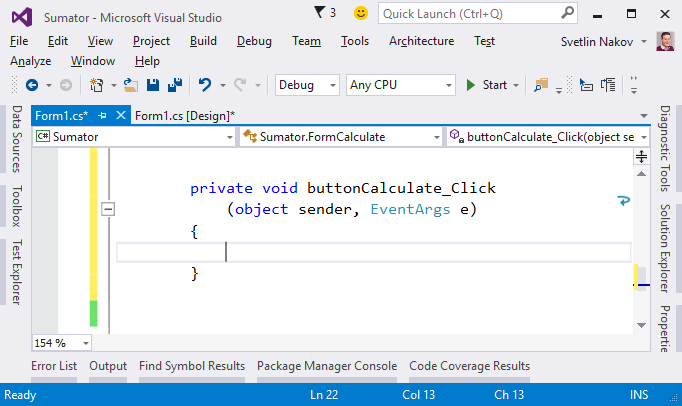 Sumator - Microsoft Visual Studio
3
Quick Launch (Ctrl+Q)
File Edit View Project Build Debug Team Tools Architecture Test
Svetlin Nakov
Analyze Window Help
Debug Any CPU Start
Form1.cs* Form1.cs [Design]*
C# Sumator Sumator.FormCalculate buttonCalculate_Click(object se
Data Sources
Toolbox
Test Explorer
private void buttonCalculate_Click
(object sender, EventArgs e)
{
}
Diagnostic Tools
Solution Explorer
Propertie
154 %
Error List Output Find Symbol Results Package Manager Console Code Coverage Results
Ready Ln 22 Col 13 Ch 13 INS